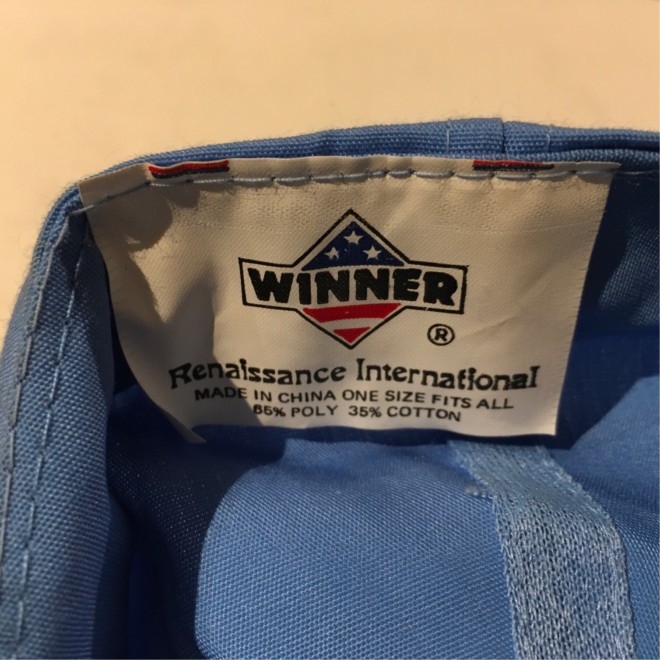 WINNER
®
Renaissance International
MADE IN CHINA ONE SIZE FITS ALL
65% POLY 35% COTTON